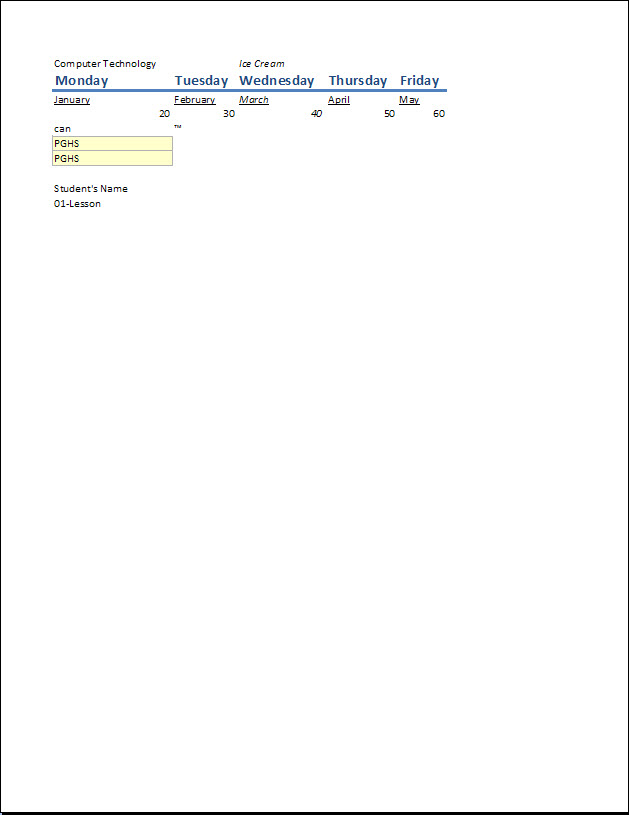 Computer Technology Ice Cream
Monday Tuesday Wednesday Thursday Friday
January February March April May
20 30 40 50 60
can ™
PGHS
PGHS
Student's Name
01-Lesson